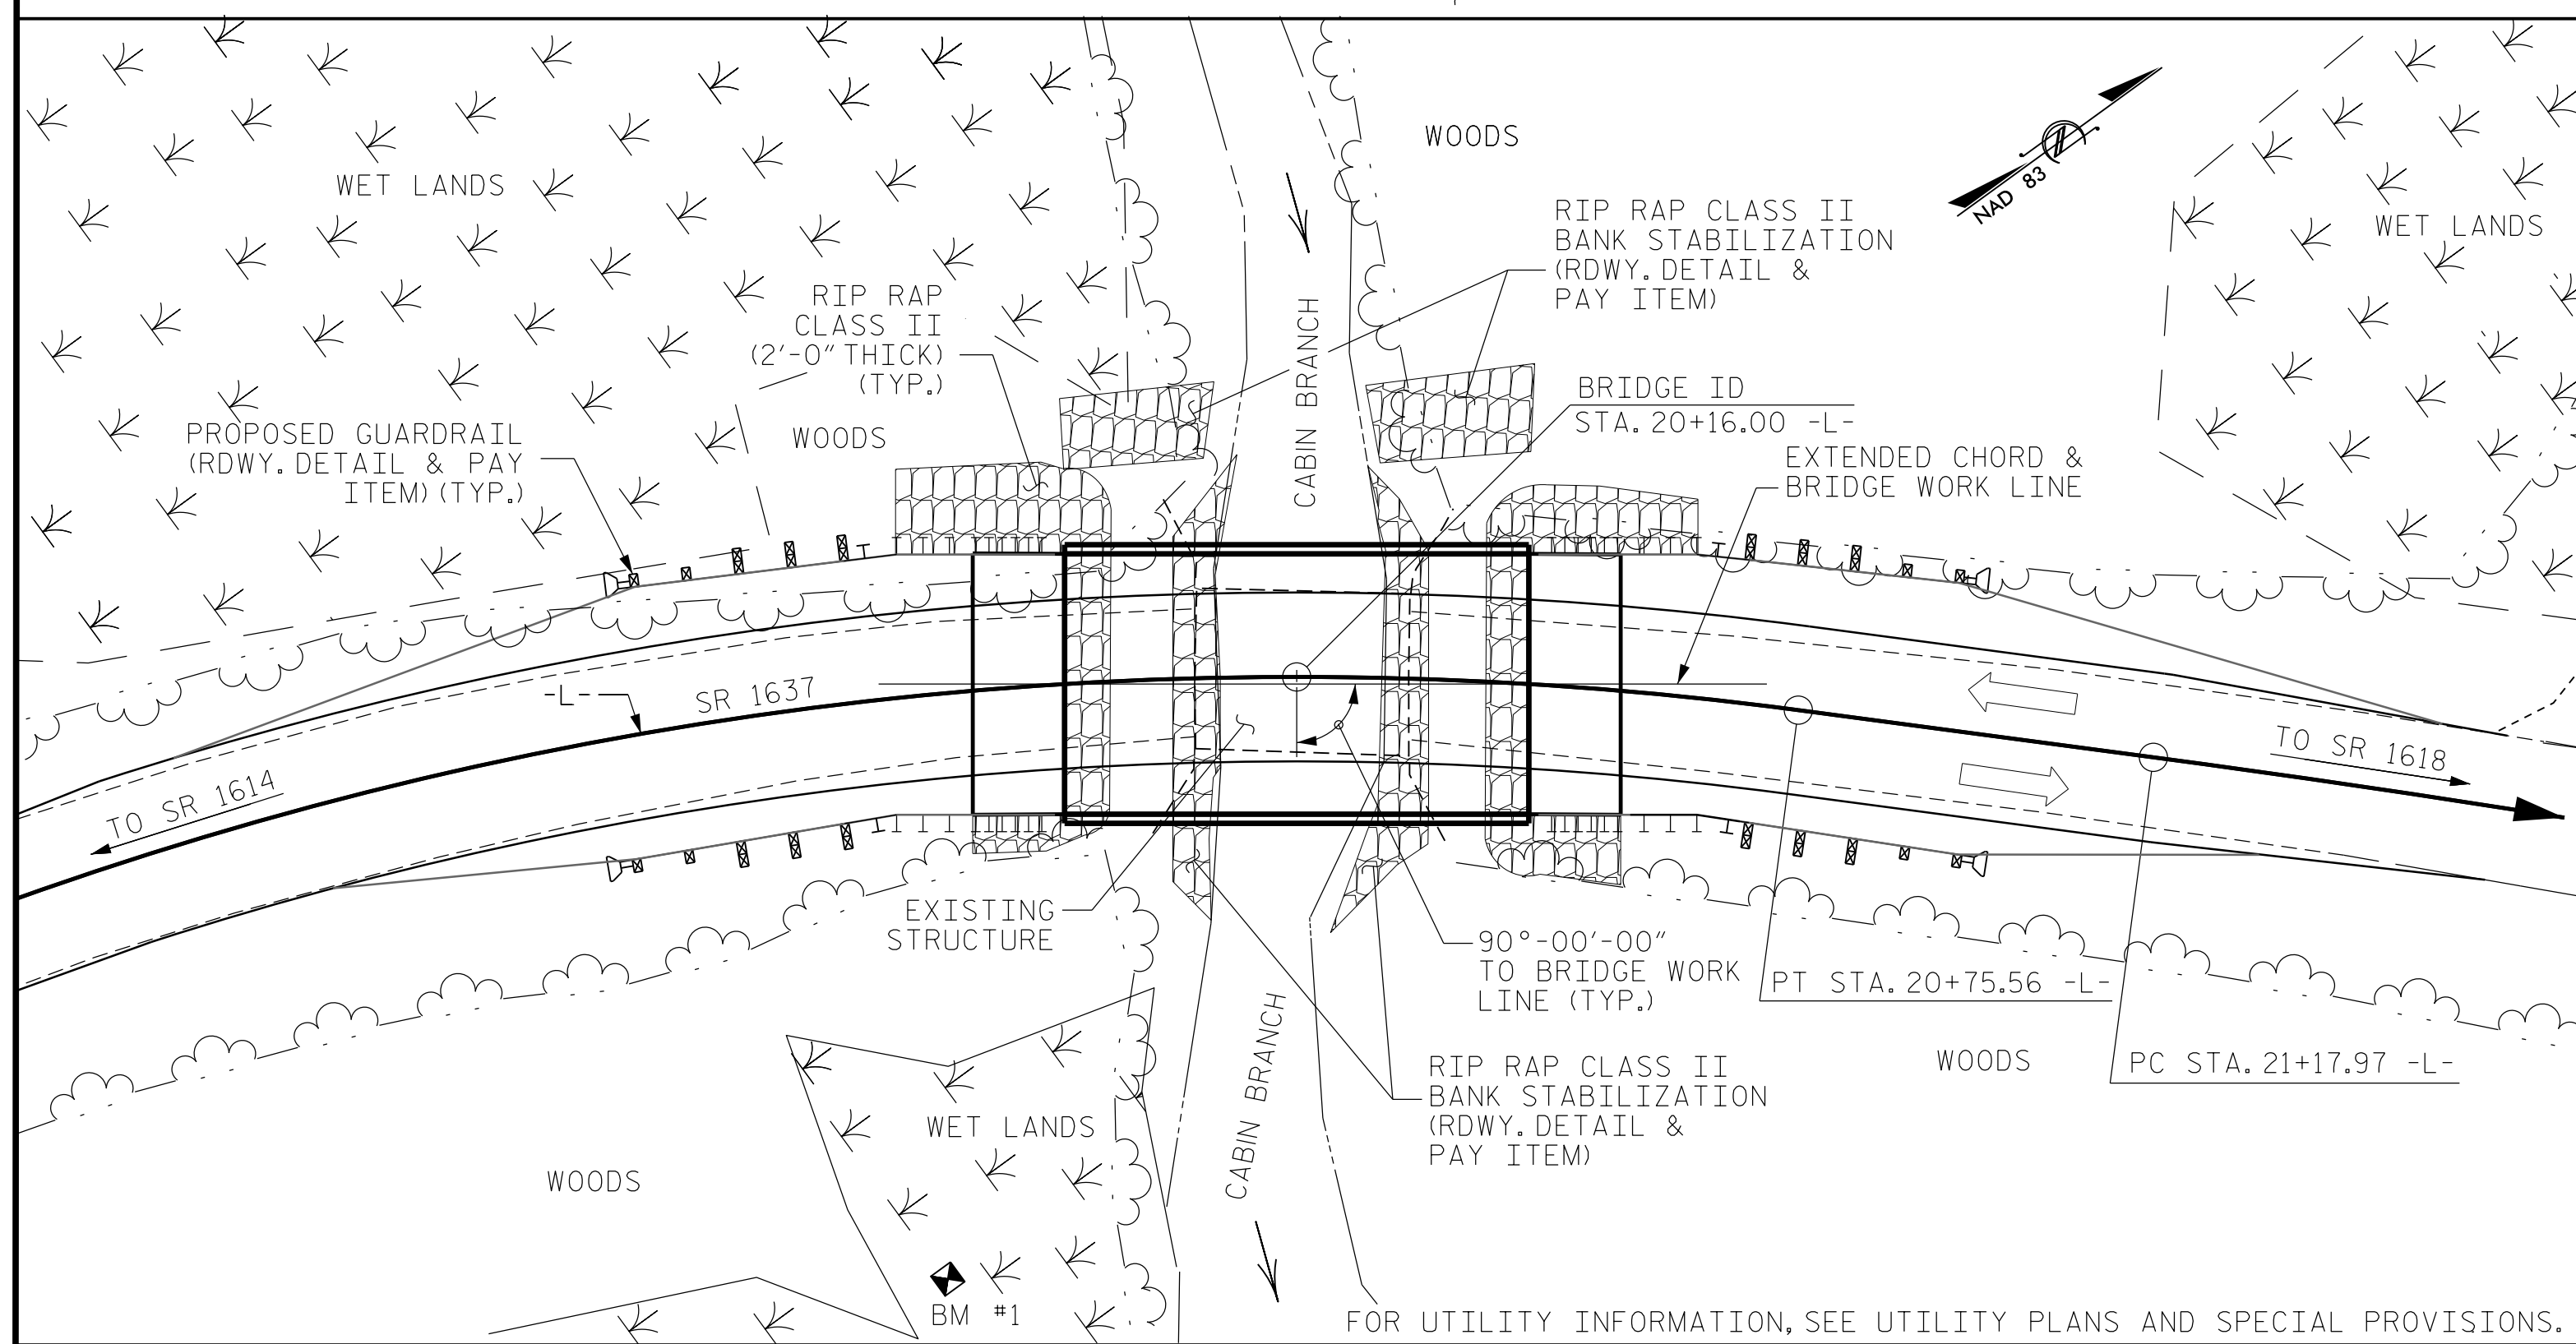 WOODS
WET LANDS
NAD 83
RIP RAP CLASS II
BANK STABILIZATION
(RDWY. DETAIL &
PAY ITEM)
WET LANDS
RIP RAP
CLASS II
(2'-0" THICK)
(TYP.)
CABIN BRANCH
BRIDGE ID
STA. 20+16.00 -L-
PROPOSED GUARDRAIL
(RDWY. DETAIL & PAY
ITEM) (TYP.)
WOODS
EXTENDED CHORD &
BRIDGE WORK LINE
-L-
SR 1637
TO SR 1614
TO SR 1618
EXISTING
STRUCTURE
90°-00'-00"
TO BRIDGE WORK
LINE (TYP.)
PT STA. 20+75.56 -L-
PC STA. 21+17.97 -L-
WOODS
CABIN BRANCH
RIP RAP CLASS II
BANK STABILIZATION
(RDWY. DETAIL &
PAY ITEM)
WET LANDS
WOODS
BM #1
FOR UTILITY INFORMATION, SEE UTILITY PLANS AND SPECIAL PROVISIONS.